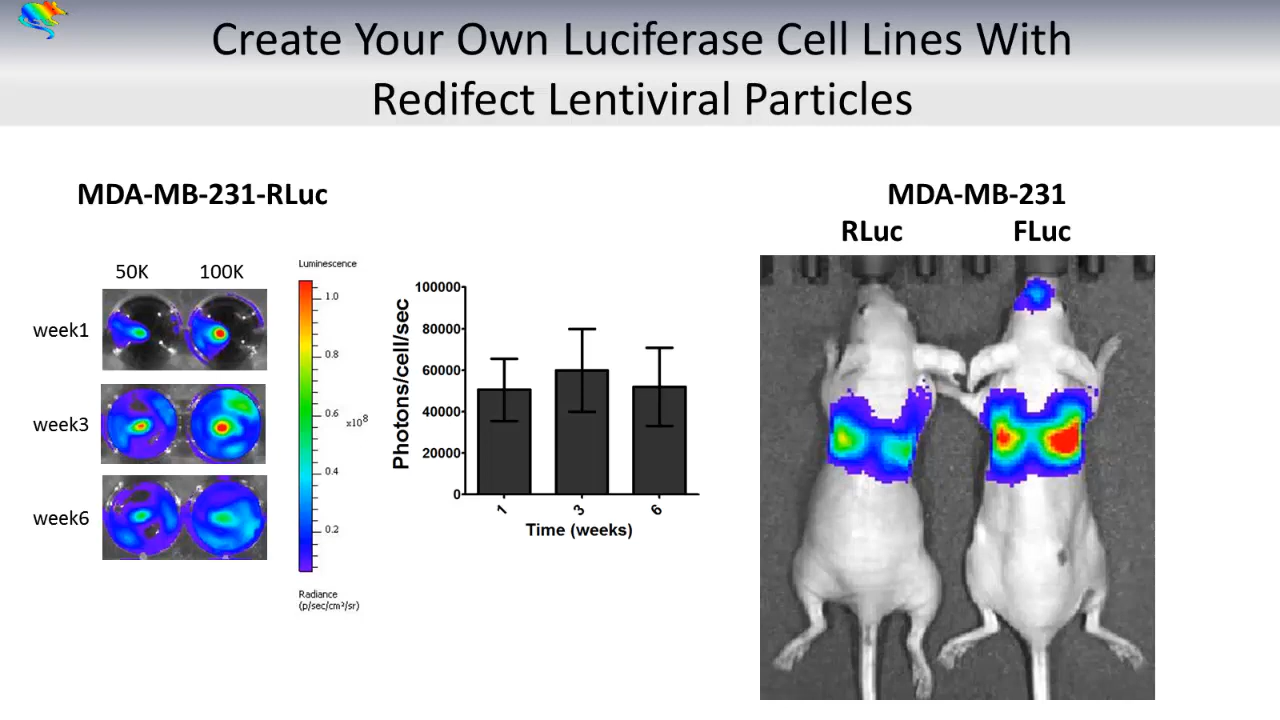 Create Your Own Luciferase Cell Lines With
Redifect Lentiviral Particles
MDA-MB-231-RLuc
50K 100K
week1
week3
week6
Luminescence
1.0
0.8
0.6
x10⁸
0.4
0.2
Radiance
(p/sec/cm²/sr)
Photons/cell/sec
100000
80000
60000
40000
20000
0
1 3 6
Time (weeks)
MDA-MB-231
RLuc FLuc